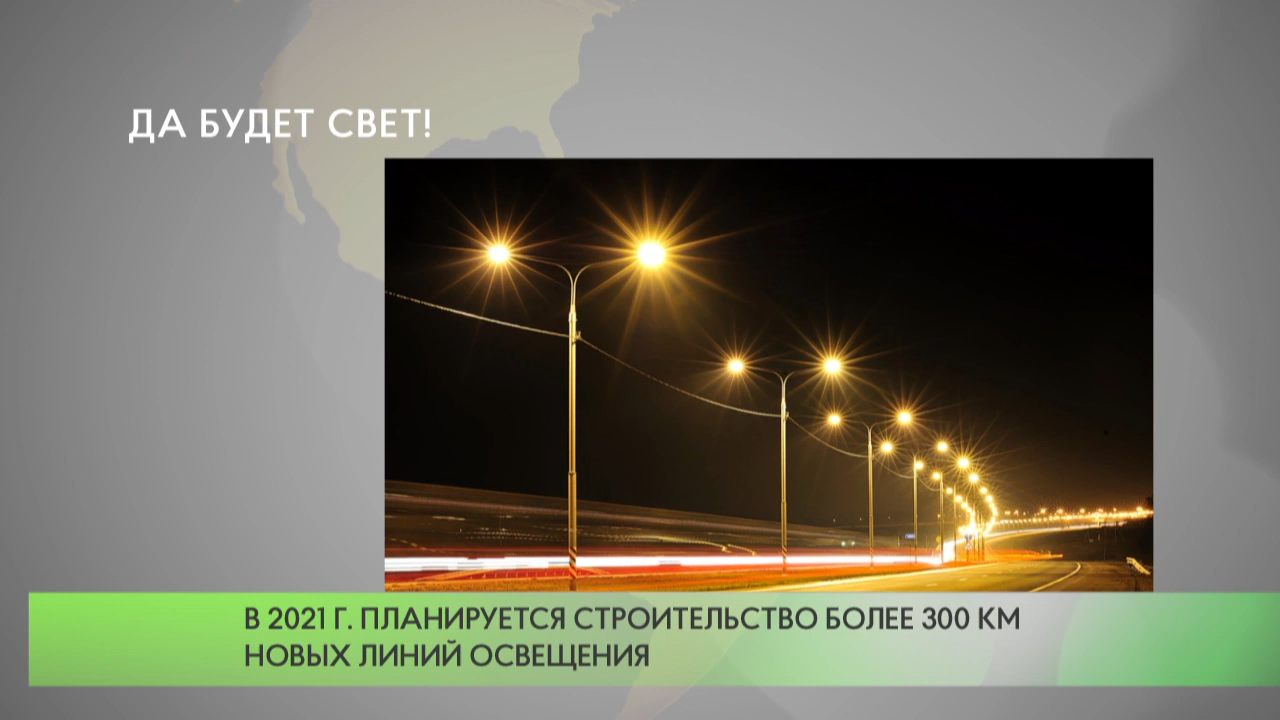 ДА БУДЕТ СВЕТ!
В 2021 Г. ПЛАНИРУЕТСЯ СТРОИТЕЛЬСТВО БОЛЕЕ 300 КМ
НОВЫХ ЛИНИЙ ОСВЕЩЕНИЯ